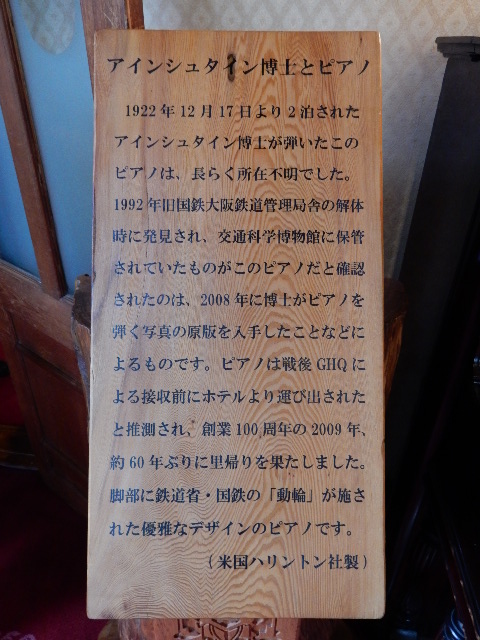 アインシュタイン博士とピアノ
1922年12月17日より2泊された
アインシュタイン博士が弾いたこの
ピアノは、長らく所在不明でした。
1992年旧国鉄大阪鉄道管理局舎の解体
時に発見され、交通科学博物館に保管
されていたものがこのピアノだと確認
されたのは、2008年に博士がピアノを
弾く写真の原版を入手したことなどに
よるものです。ピアノは戦後GHQに
よる接収前にホテルより運び出された
と推測され、創業100周年の2009年、
約60年ぶりに里帰りを果たしました。
脚部に鉄道省・国鉄の「動輪」が施さ
れた優雅なデザインのピアノです。
(米国ハリントン社製)